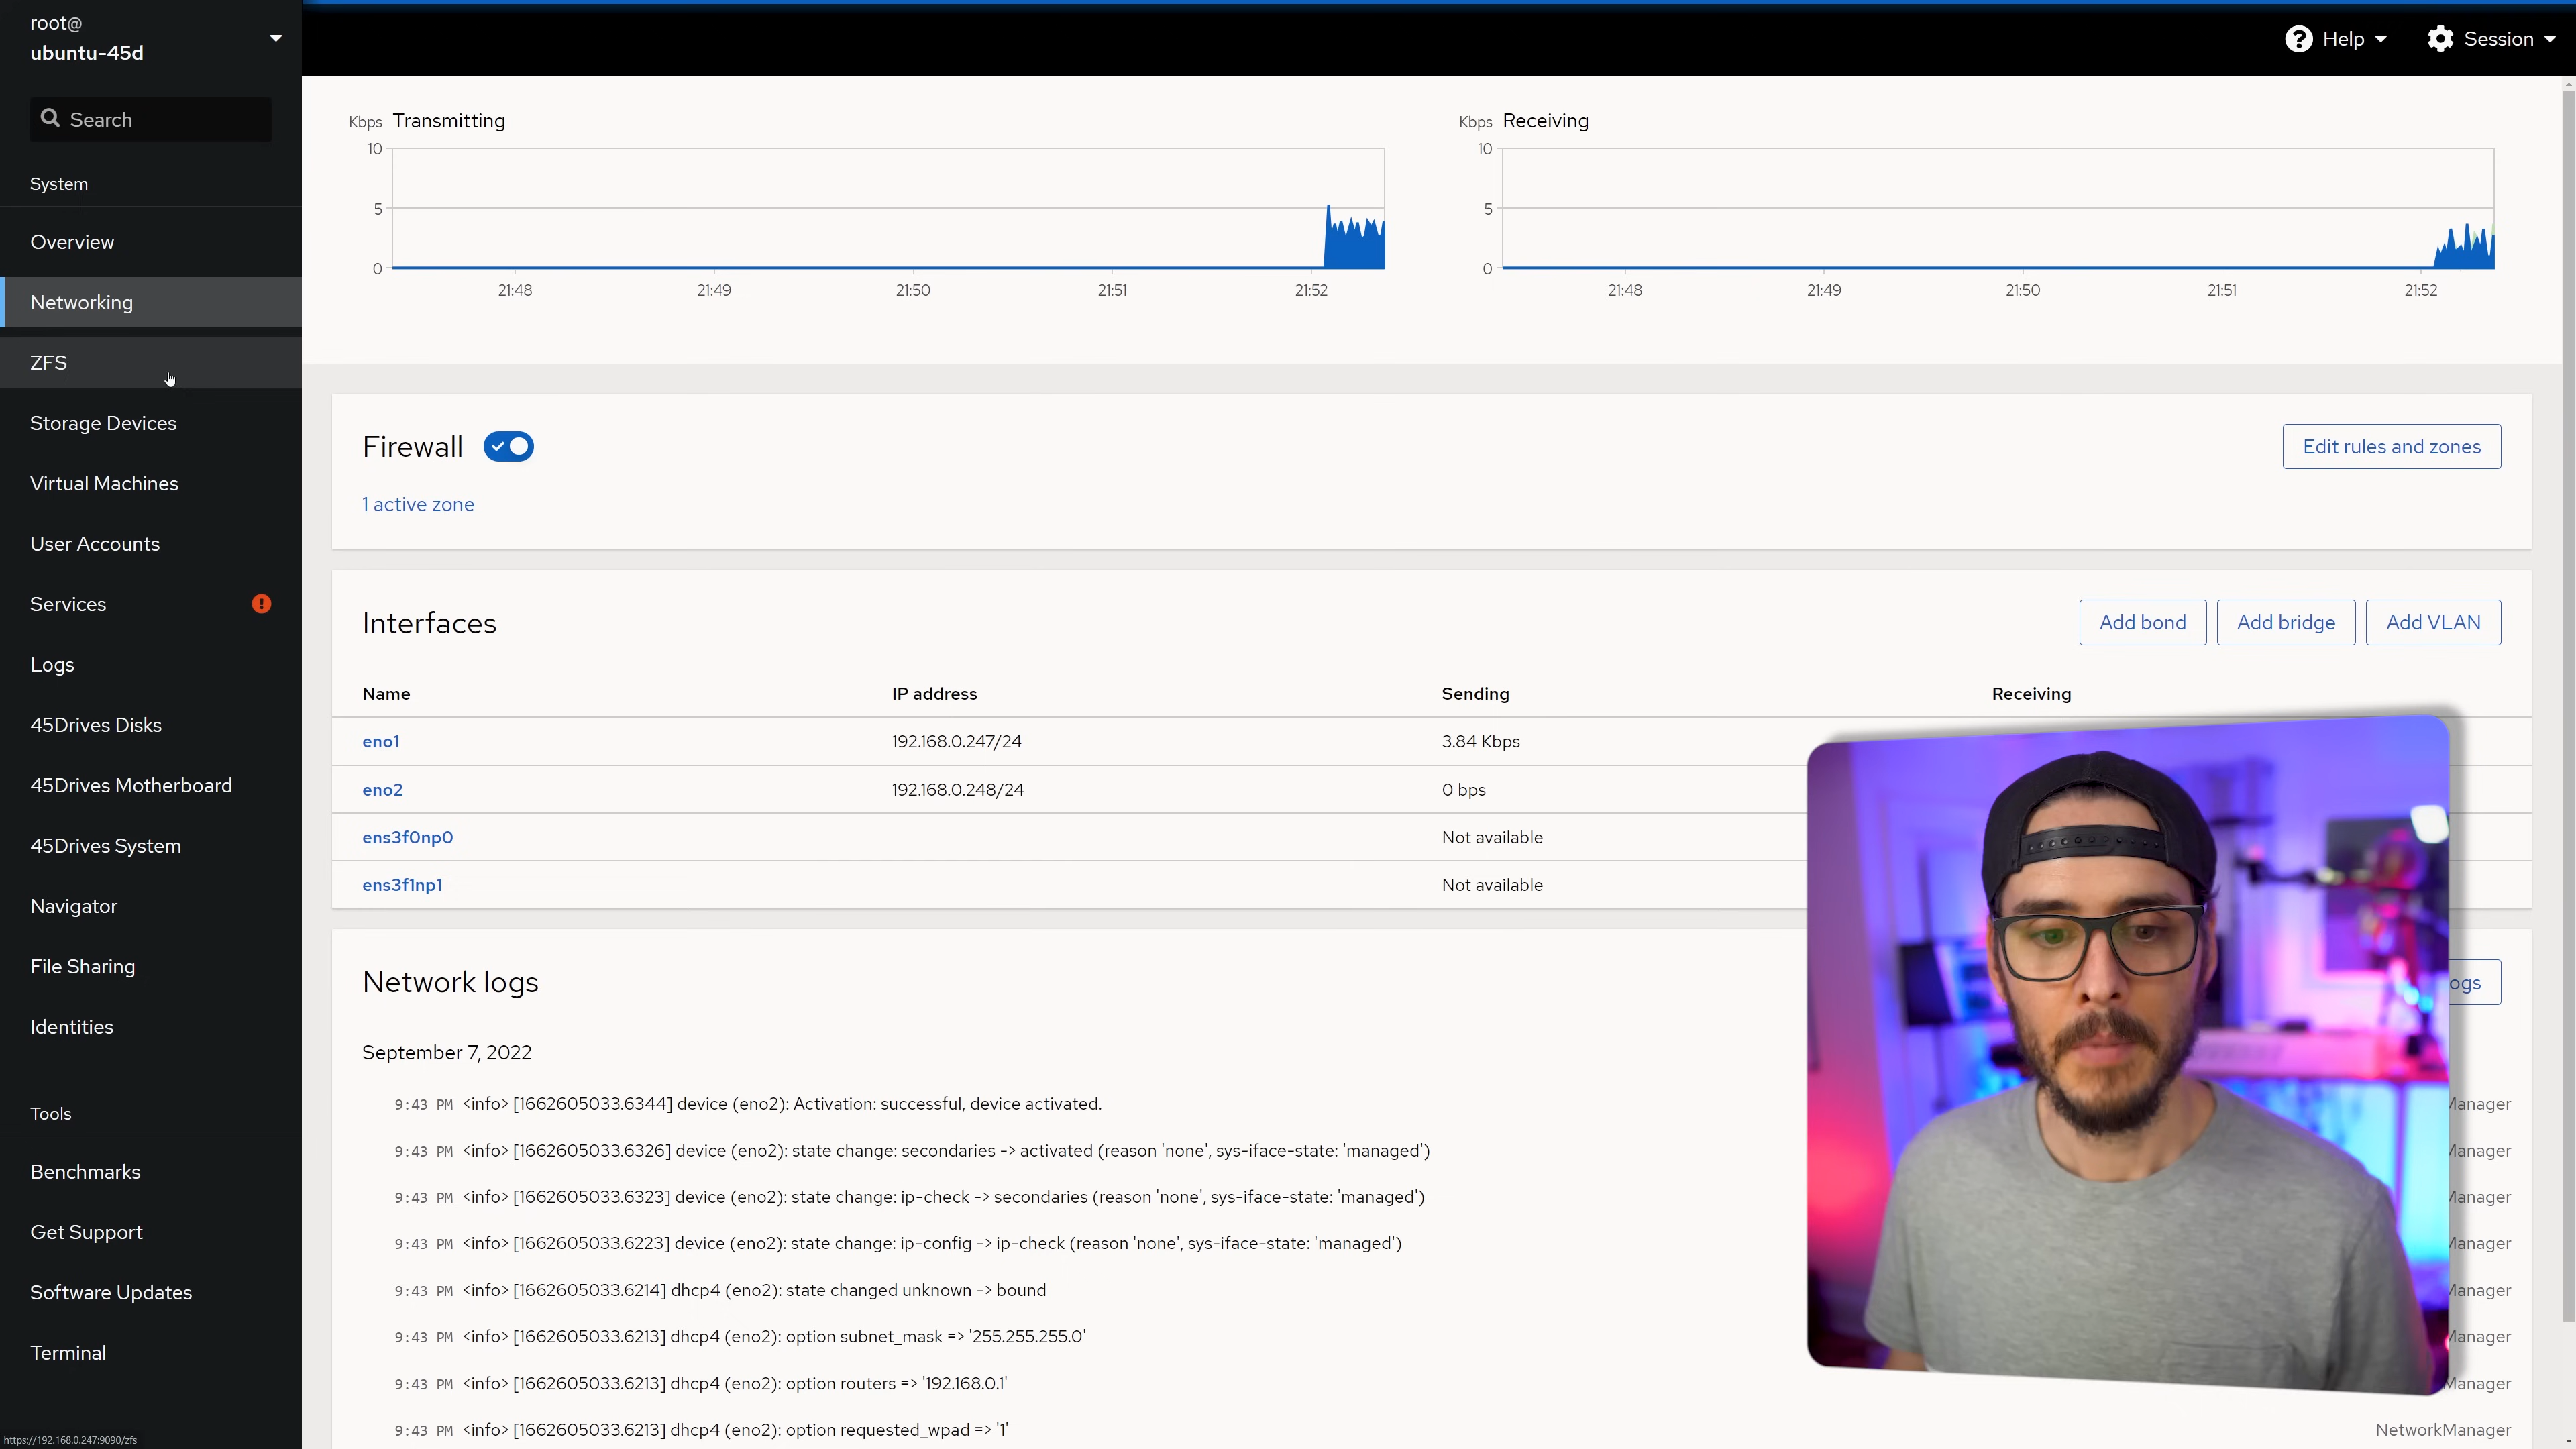 root@
ubuntu-45d
Help
Session
Search
System
Overview
Networking
ZFS
Storage Devices
Virtual Machines
User Accounts
Services
Logs
45Drives Disks
45Drives Motherboard
45Drives System
Navigator
File Sharing
Identities
Tools
Benchmarks
Get Support
Software Updates
Terminal
https://192.168.0.247:9090/zfs
Kbps Transmitting
10
5
0
21:48 21:49 21:50 21:51 21:52
Kbps Receiving
10
5
0
21:48 21:49 21:50 21:51 21:52
Firewall
Edit rules and zones
1 active zone
Interfaces
Add bond Add bridge Add VLAN
Name IP address Sending Receiving
eno1 192.168.0.247/24 3.84 Kbps
eno2 192.168.0.248/24 0 bps
ens3f0np0 Not available
ens3f1np1 Not available
Network logs
ogs
September 7, 2022
9:43 PM <info> [1662605033.6344] device (eno2): Activation: successful, device activated. Manager
9:43 PM <info> [1662605033.6326] device (eno2): state change: secondaries -> activated (reason 'none', sys-iface-state: 'managed') Manager
9:43 PM <info> [1662605033.6323] device (eno2): state change: ip-check -> secondaries (reason 'none', sys-iface-state: 'managed') Manager
9:43 PM <info> [1662605033.6223] device (eno2): state change: ip-config -> ip-check (reason 'none', sys-iface-state: 'managed') Manager
9:43 PM <info> [1662605033.6214] dhcp4 (eno2): state changed unknown -> bound Manager
9:43 PM <info> [1662605033.6213] dhcp4 (eno2): option subnet_mask => '255.255.255.0' Manager
9:43 PM <info> [1662605033.6213] dhcp4 (eno2): option routers => '192.168.0.1' Manager
9:43 PM <info> [1662605033.6213] dhcp4 (eno2): option requested_wpad => '1' NetworkManager